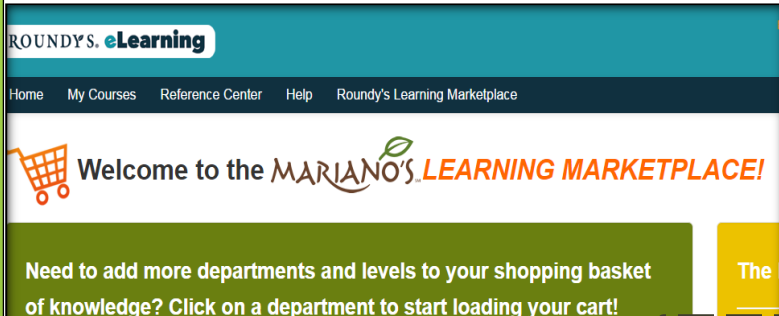 ROUNDY'S. eLearning
Home My Courses Reference Center Help Roundy's Learning Marketplace
Welcome to the MARIANO'S LEARNING MARKETPLACE!
Need to add more departments and levels to your shopping basket
of knowledge? Click on a department to start loading your cart!
The